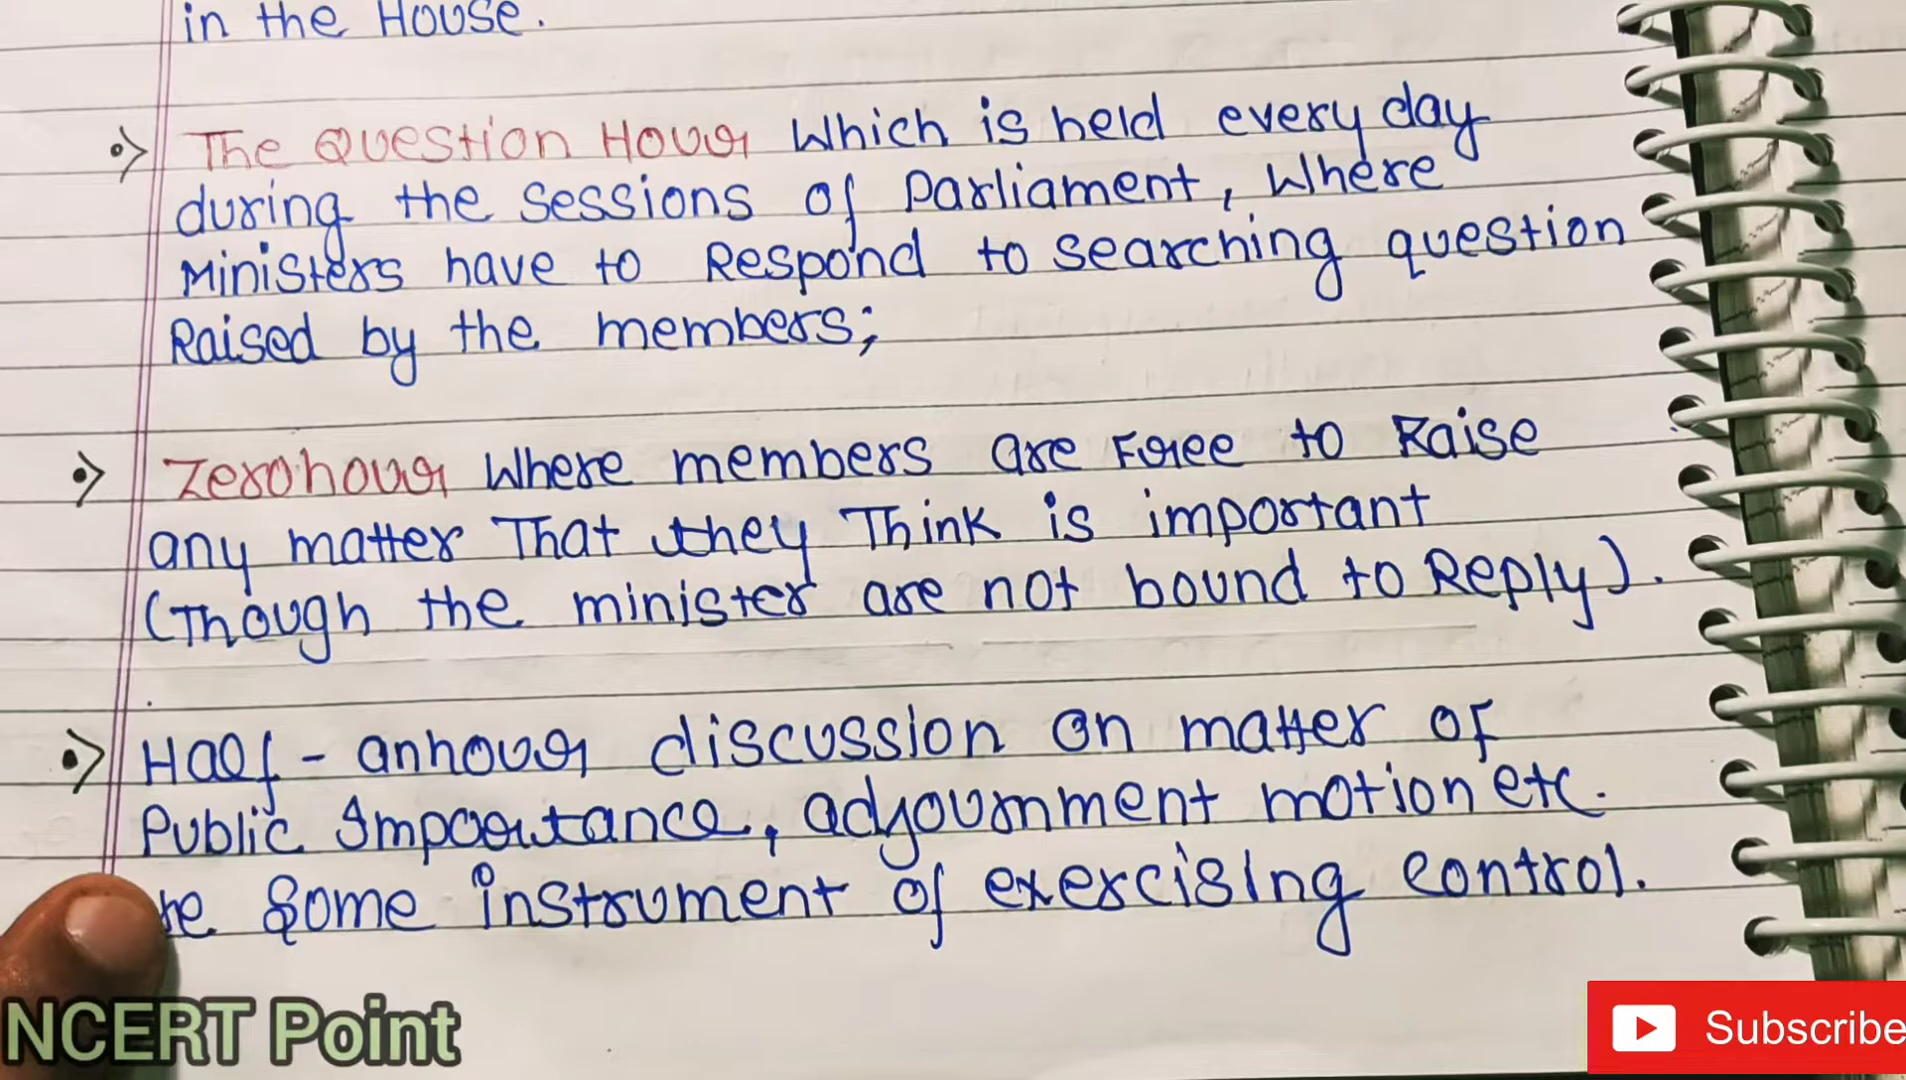 in the House.
The Question Hour Which is held every day
during the sessions of Parliament, Where
Ministers have to Respond to searching question
Raised by the members;
Zero hour Where members are Free to Raise
any matter That they Think is important
(Though the minister are not bound to Reply).
Half-anhour discussion on matter of
Public Importance, adyournment motion etc.
re some instrument of exercising control.
NCERT Point
Subscribe